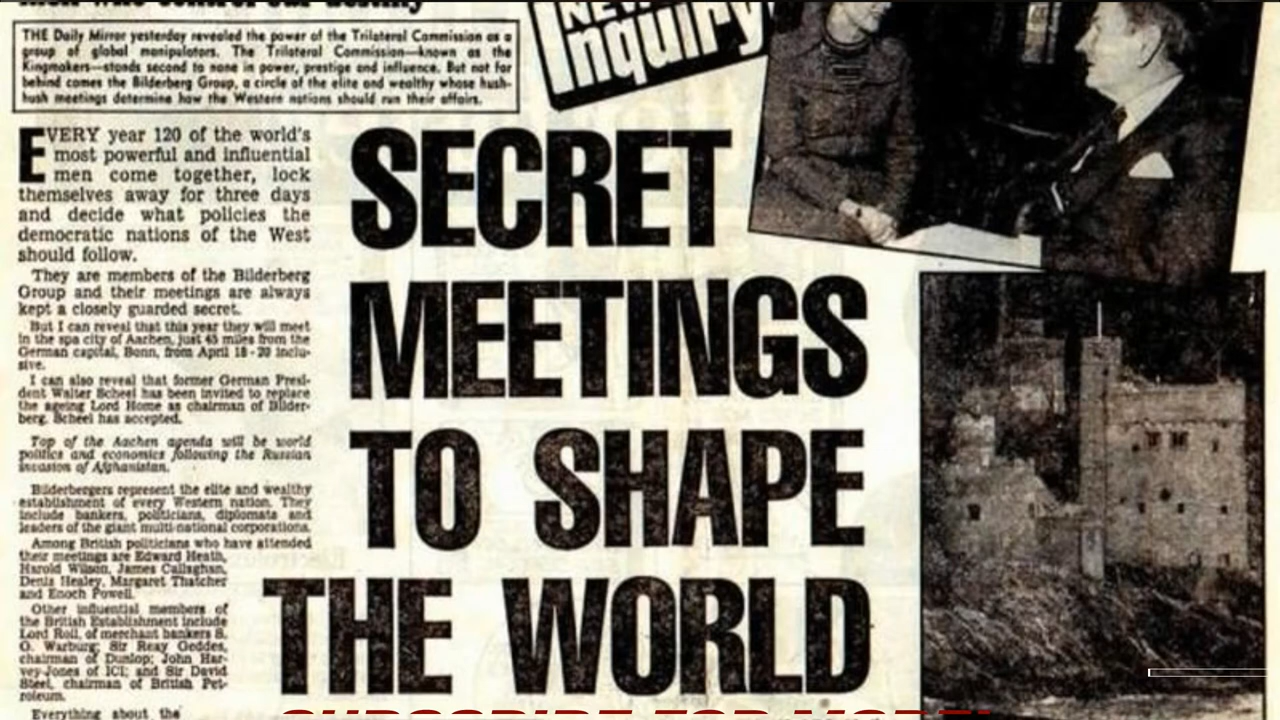 men who control our destiny
THE Daily Mirror yesterday revealed the power of the Trilateral Commission as a
group of global manipulators. The Trilateral Commission—known as the
Kingmakers—stands second to none in power, prestige and influence. But not far
behind comes the Bilderberg Group, a circle of the elite and wealthy whose hush-
hush meetings determine how the Western nations should run their affairs.
NEWS
Inquiry
EVERY year 120 of the world's
most powerful and influential
men come together, lock
themselves away for three days
and decide what policies the
democratic nations of the West
should follow.
They are members of the Bilderberg
Group and their meetings are always
kept a closely guarded secret.
But I can reveal that this year they will meet
in the spa city of Aachen, just 45 miles from the
German capital, Bonn, from April 18-20 inclu-
sive.
I can also reveal that former German Presi-
dent Walter Scheel has been invited to replace
the ageing Lord Home as chairman of Bilder-
berg. Scheel has accepted.
Top of the Aachen agenda will be world
politics and economics following the Russian
invasion of Afghanistan.
Bilderbergers represent the elite and wealthy
establishment of every Western nation. They
include bankers, politicians, diplomats and
leaders of the giant multi-national corporations.
Among British politicians who have attended
their meetings are Edward Heath,
Harold Wilson, James Callaghan,
Denis Healey, Margaret Thatcher
and Enoch Powell.
Other influential members of
the British Establishment include
Lord Roll, of merchant bankers S.
G. Warburg; Sir Reay Geddes,
chairman of Dunlop; John Har-
vey-Jones of ICI; and Sir David
Steel, chairman of British Pet-
roleum.
Everything about the
SECRET
MEETINGS
TO SHAPE
THE WORLD
SUBSCRIBE FOR MORE!